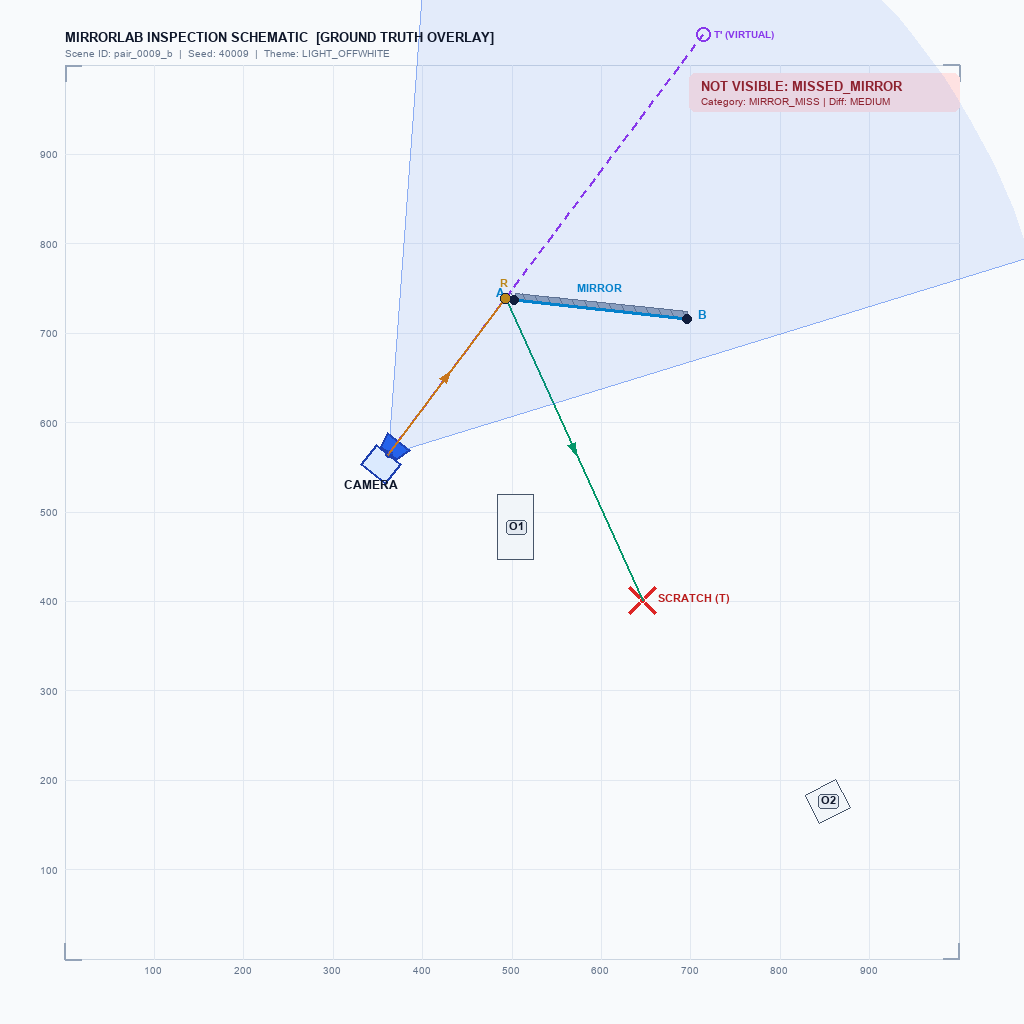 MIRRORLAB INSPECTION SCHEMATIC [GROUND TRUTH OVERLAY]
Scene ID: pair_0009_b | Seed: 40009 | Theme: LIGHT_OFFWHITE
T' (VIRTUAL)
NOT VISIBLE: MISSED_MIRROR
Category: MIRROR_MISS | Diff: MEDIUM
900
800
R
A
MIRROR
B
700
600
CAMERA
500
O1
400
SCRATCH (T)
300
200
O2
100
100 200 300 400 500 600 700 800 900